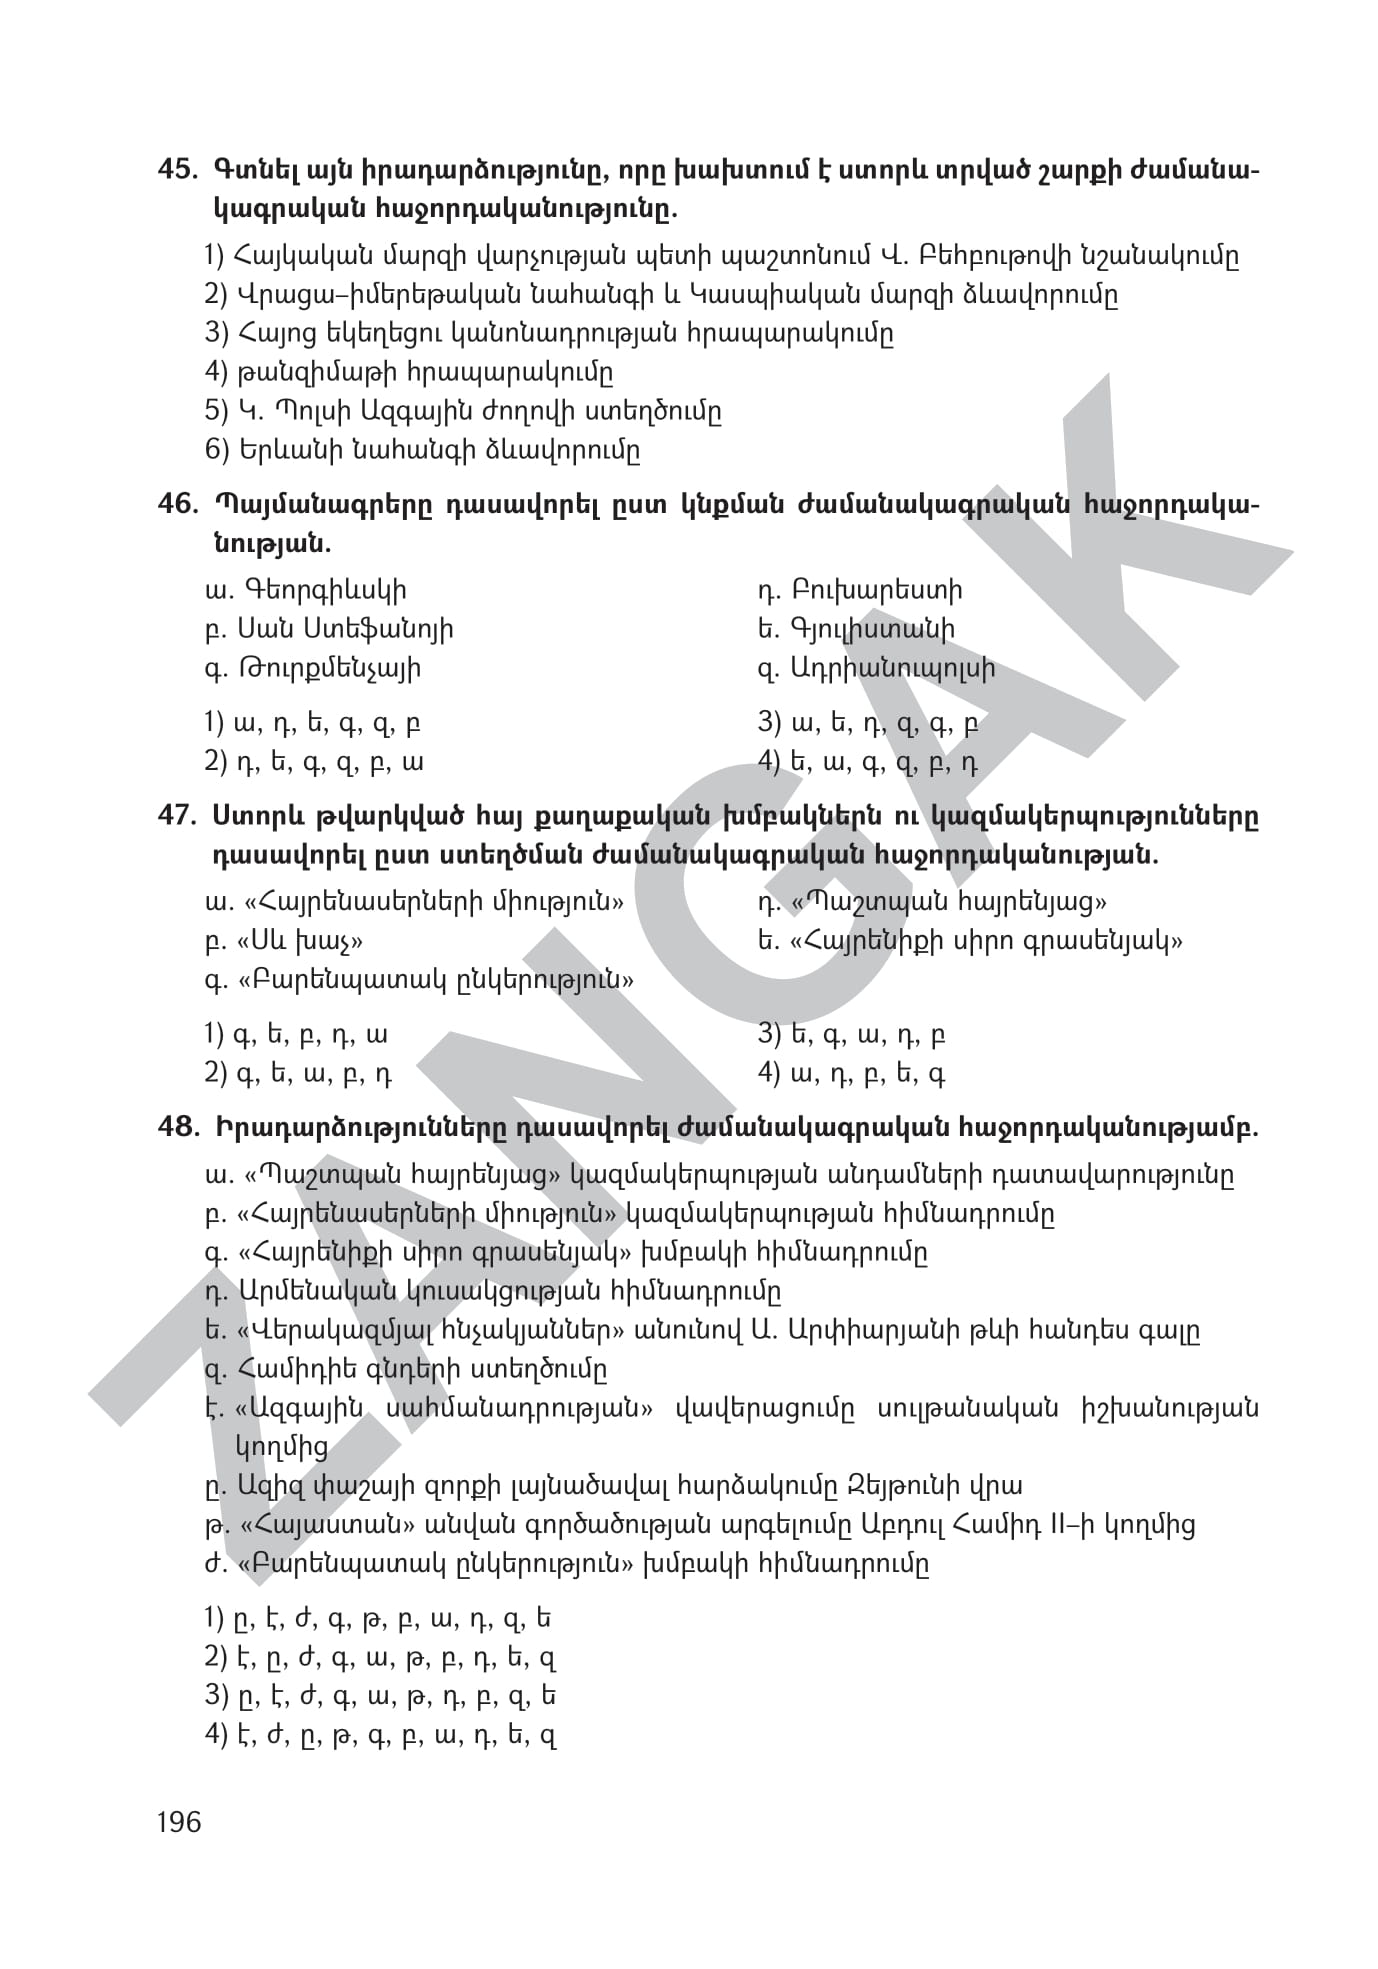 45. Գտնել այն իրադարձությունը, որը խախտում է ստորև տրված շարքի ժամանա-
կագրական հաջորդականությունը.
1) Հայկական մարզի վարչության պետի պաշտոնում Վ. Բեհբութովի նշանակումը
2) Վրացա–իմերեթական նահանգի և Կասպիական մարզի ձևավորումը
3) Հայոց եկեղեցու կանոնադրության հրապարակումը
4) թանզիմաթի հրապարակումը
5) Կ. Պոլսի Ազգային ժողովի ստեղծումը
6) Երևանի նահանգի ձևավորումը
46. Պայմանագրերը դասավորել ըստ կնքման ժամանակագրական հաջորդակա-
նության.
ա. Գեորգիևսկի
դ. Բուխարեստի
բ. Սան Ստեֆանոյի
ե. Գյուլիստանի
գ. Թուրքմենչայի
զ. Ադրիանուպոլսի
1) ա, դ, ե, գ, զ, բ
3) ա, ե, դ, զ, գ, բ
2) դ, ե, գ, զ, բ, ա
4) ե, ա, գ, զ, բ, դ
47. Ստորև թվարկված հայ քաղաքական խմբակներն ու կազմակերպությունները
դասավորել ըստ ստեղծման ժամանակագրական հաջորդականության.
ա. «Հայրենասերների միություն»
դ. «Պաշտպան հայրենյաց»
բ. «Սև խաչ»
ե. «Հայրենիքի սիրո գրասենյակ»
գ. «Բարենպատակ ընկերություն»
1) գ, ե, բ, դ, ա
3) ե, գ, ա, դ, բ
2) գ, ե, ա, բ, դ
4) ա, դ, բ, ե, գ
48. Իրադարձությունները դասավորել ժամանակագրական հաջորդականությամբ.
ա. «Պաշտպան հայրենյաց» կազմակերպության անդամների դատավարությունը
բ. «Հայրենասերների միություն» կազմակերպության հիմնադրումը
գ. «Հայրենիքի սիրո գրասենյակ» խմբակի հիմնադրումը
դ. Արմենական կուսակցության հիմնադրումը
ե. «Վերակազմյալ հնչակյաններ» անունով Ա. Արփիարյանի թևի հանդես գալը
զ. Համիդիե գնդերի ստեղծումը
է. «Ազգային սահմանադրության» վավերացումը սուլթանական իշխանության
կողմից
ը. Ազիզ փաշայի զորքի լայնածավալ հարձակումը Զեյթունի վրա
թ. «Հայաստան» անվան գործածության արգելումը Աբդուլ Համիդ II–ի կողմից
ժ. «Բարենպատակ ընկերություն» խմբակի հիմնադրումը
1) ը, է, ժ, գ, թ, բ, ա, դ, զ, ե
2) է, ը, ժ, գ, ա, թ, բ, դ, ե, զ
3) ը, է, ժ, գ, ա, թ, դ, բ, զ, ե
4) է, ժ, ը, թ, գ, բ, ա, դ, ե, զ
196
ZANGAK